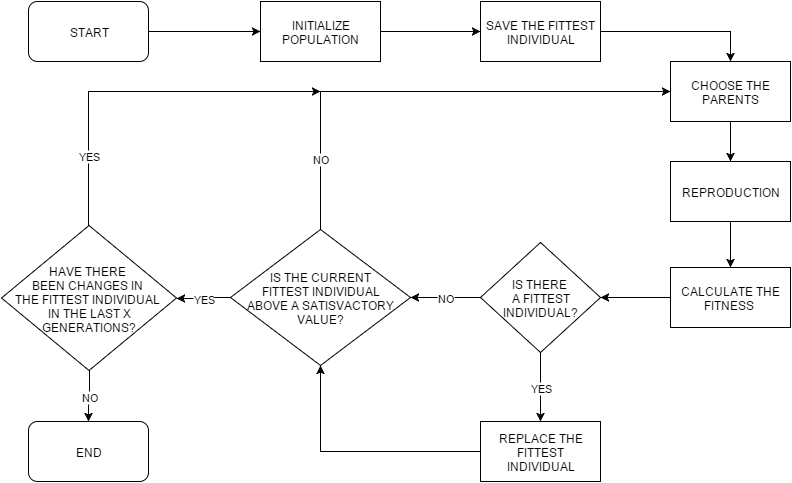 START
INITIALIZE
POPULATION
SAVE THE FITTEST
INDIVIDUAL
CHOOSE THE
PARENTS
YES
NO
REPRODUCTION
HAVE THERE
BEEN CHANGES IN
THE FITTEST INDIVIDUAL
IN THE LAST X
GENERATIONS?
YES
IS THE CURRENT
FITTEST INDIVIDUAL
ABOVE A SATISVACTORY
VALUE?
NO
IS THERE
A FITTEST
INDIVIDUAL?
CALCULATE THE
FITNESS
NO
YES
END
REPLACE THE
FITTEST
INDIVIDUAL